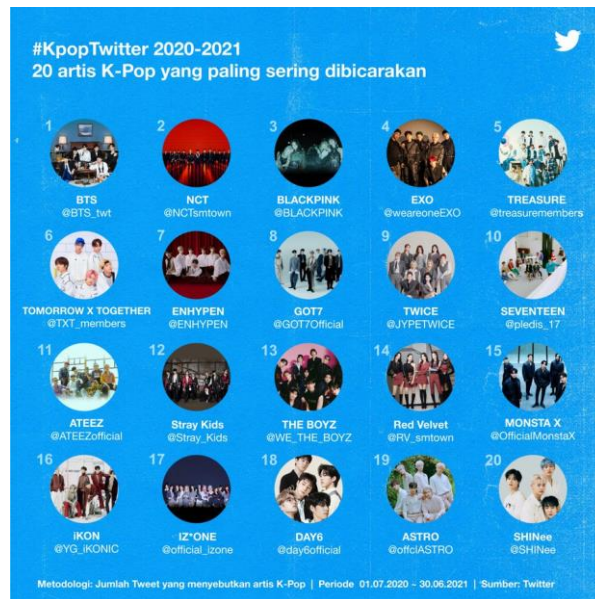 #KpopTwitter 2020-2021
20 artis K-Pop yang paling sering dibicarakan
1
BTS
@BTS_twt
2
NCT
@NCTsmtown
3
BLACKPINK
@BLACKPINK
4
EXO
@weareoneEXO
5
TREASURE
@treasuremembers
6
TOMORROW X TOGETHER
@TXT_members
7
ENHYPEN
@ENHYPEN
8
GOT7
@GOT7Official
9
TWICE
@JYPETWICE
10
SEVENTEEN
@pledis_17
11
ATEEZ
@ATEEZofficial
12
Stray Kids
@Stray_Kids
13
THE BOYZ
@WE_THE_BOYZ
14
Red Velvet
@RV_smtown
15
MONSTA X
@OfficialMonstaX
16
iKON
@YG_iKONIC
17
IZ*ONE
@official_izone
18
DAY6
@day6official
19
ASTRO
@offclASTRO
20
SHINee
@SHINee
Metodologi: Jumlah Tweet yang menyebutkan artis K-Pop | Periode 01.07.2020 - 30.06.2021 | Sumber: Twitter